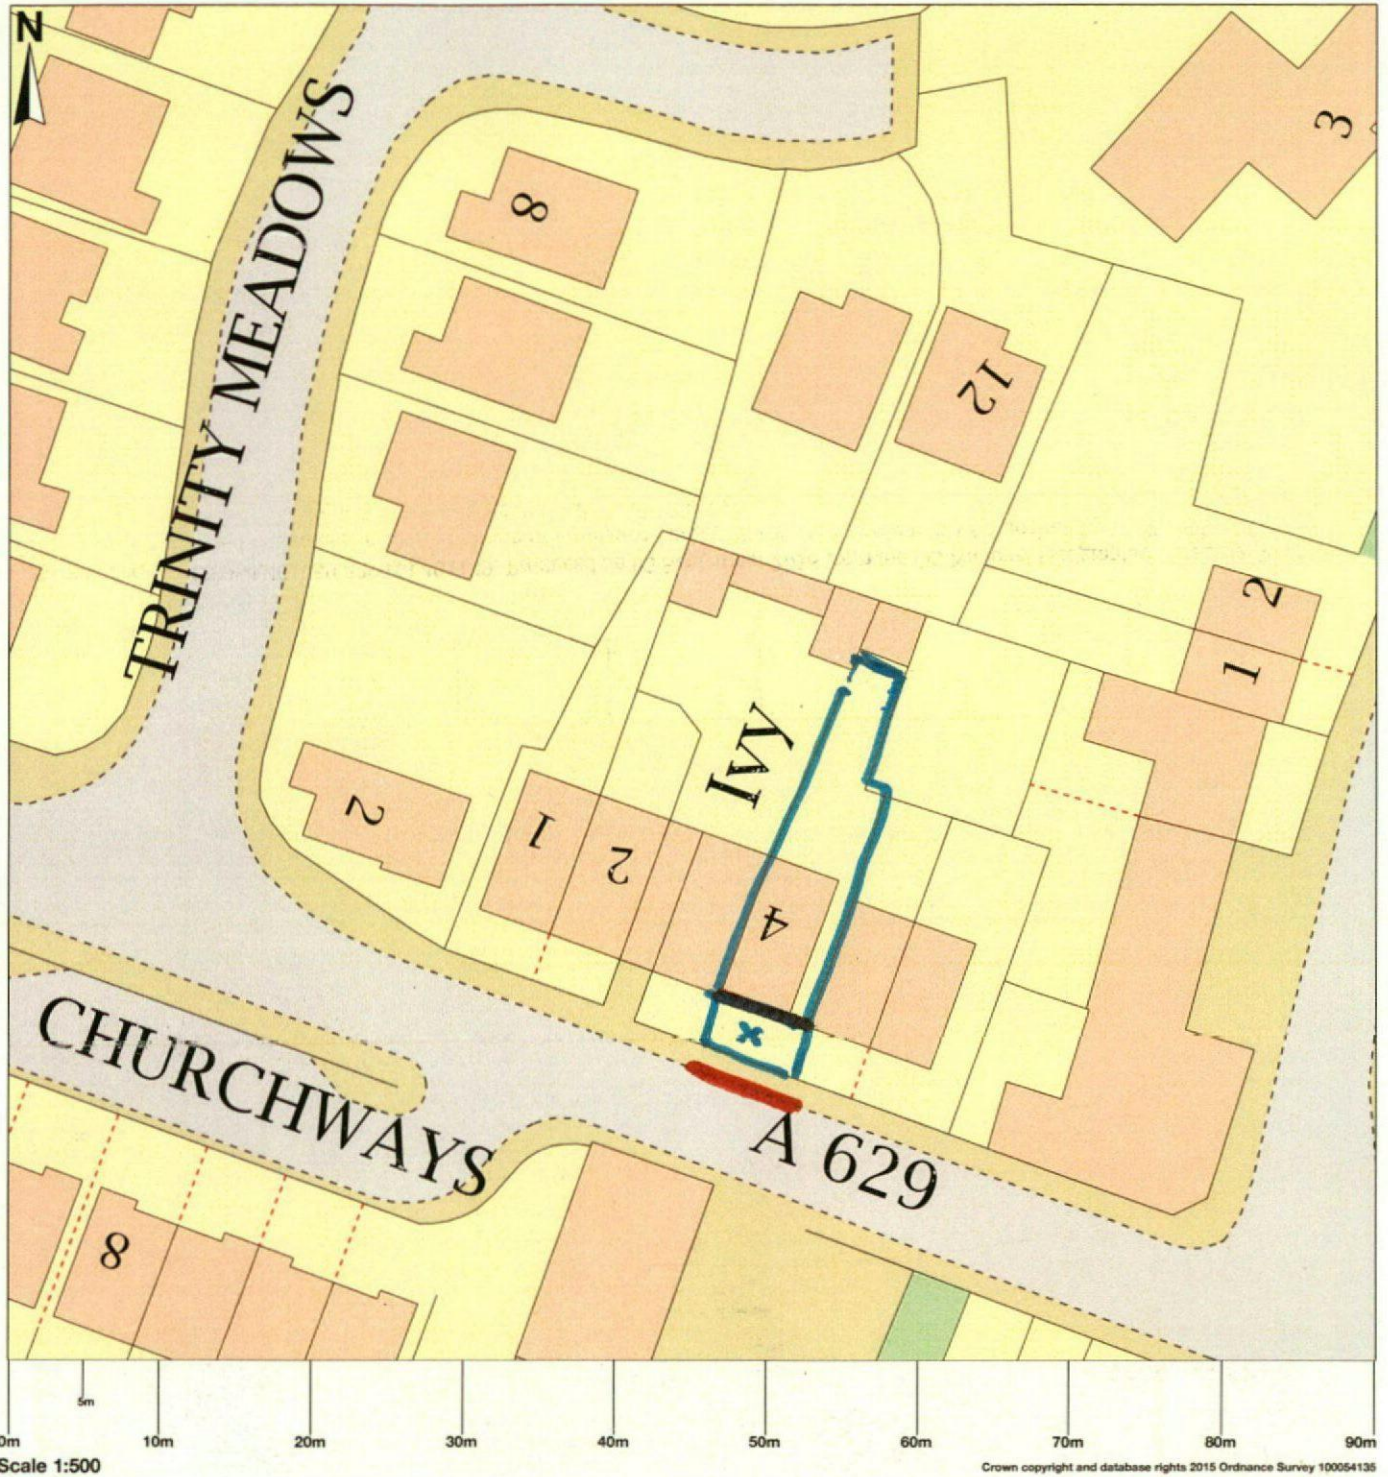 N
TRINITY MEADOWS
8
3
12
2
1
Ivy
2
1
2
4
x
CHURCHWAYS
A 629
8
5m
0m 10m 20m 30m 40m 50m 60m 70m 80m 90m
Scale 1:500
Crown copyright and database rights 2015 Ordnance Survey 100054135